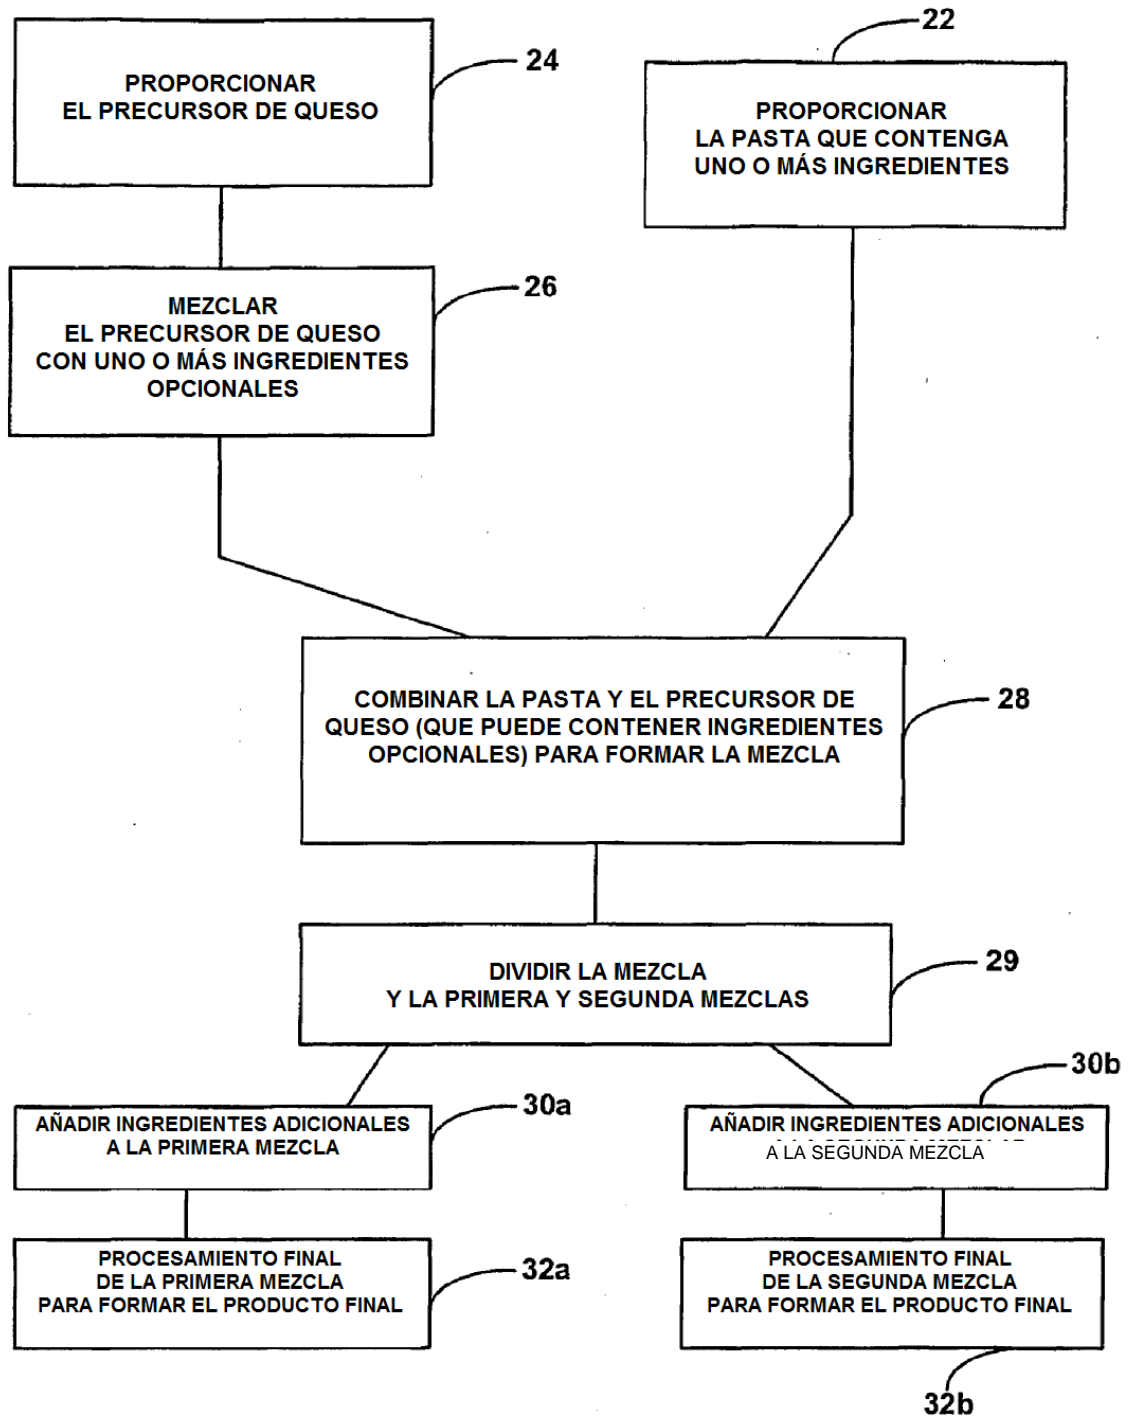 24
PROPORCIONAR
EL PRECURSOR DE QUESO
22
PROPORCIONAR
LA PASTA QUE CONTENGA
UNO O MÁS INGREDIENTES
26
MEZCLAR
EL PRECURSOR DE QUESO
CON UNO O MÁS INGREDIENTES
OPCIONALES
28
COMBINAR LA PASTA Y EL PRECURSOR DE
QUESO (QUE PUEDE CONTENER INGREDIENTES
OPCIONALES) PARA FORMAR LA MEZCLA
29
DIVIDIR LA MEZCLA
Y LA PRIMERA Y SEGUNDA MEZCLAS
30a
AÑADIR INGREDIENTES ADICIONALES
A LA PRIMERA MEZCLA
30b
AÑADIR INGREDIENTES ADICIONALES
A LA SEGUNDA MEZCLA
32a
PROCESAMIENTO FINAL
DE LA PRIMERA MEZCLA
PARA FORMAR EL PRODUCTO FINAL
PROCESAMIENTO FINAL
DE LA SEGUNDA MEZCLA
PARA FORMAR EL PRODUCTO FINAL
32b